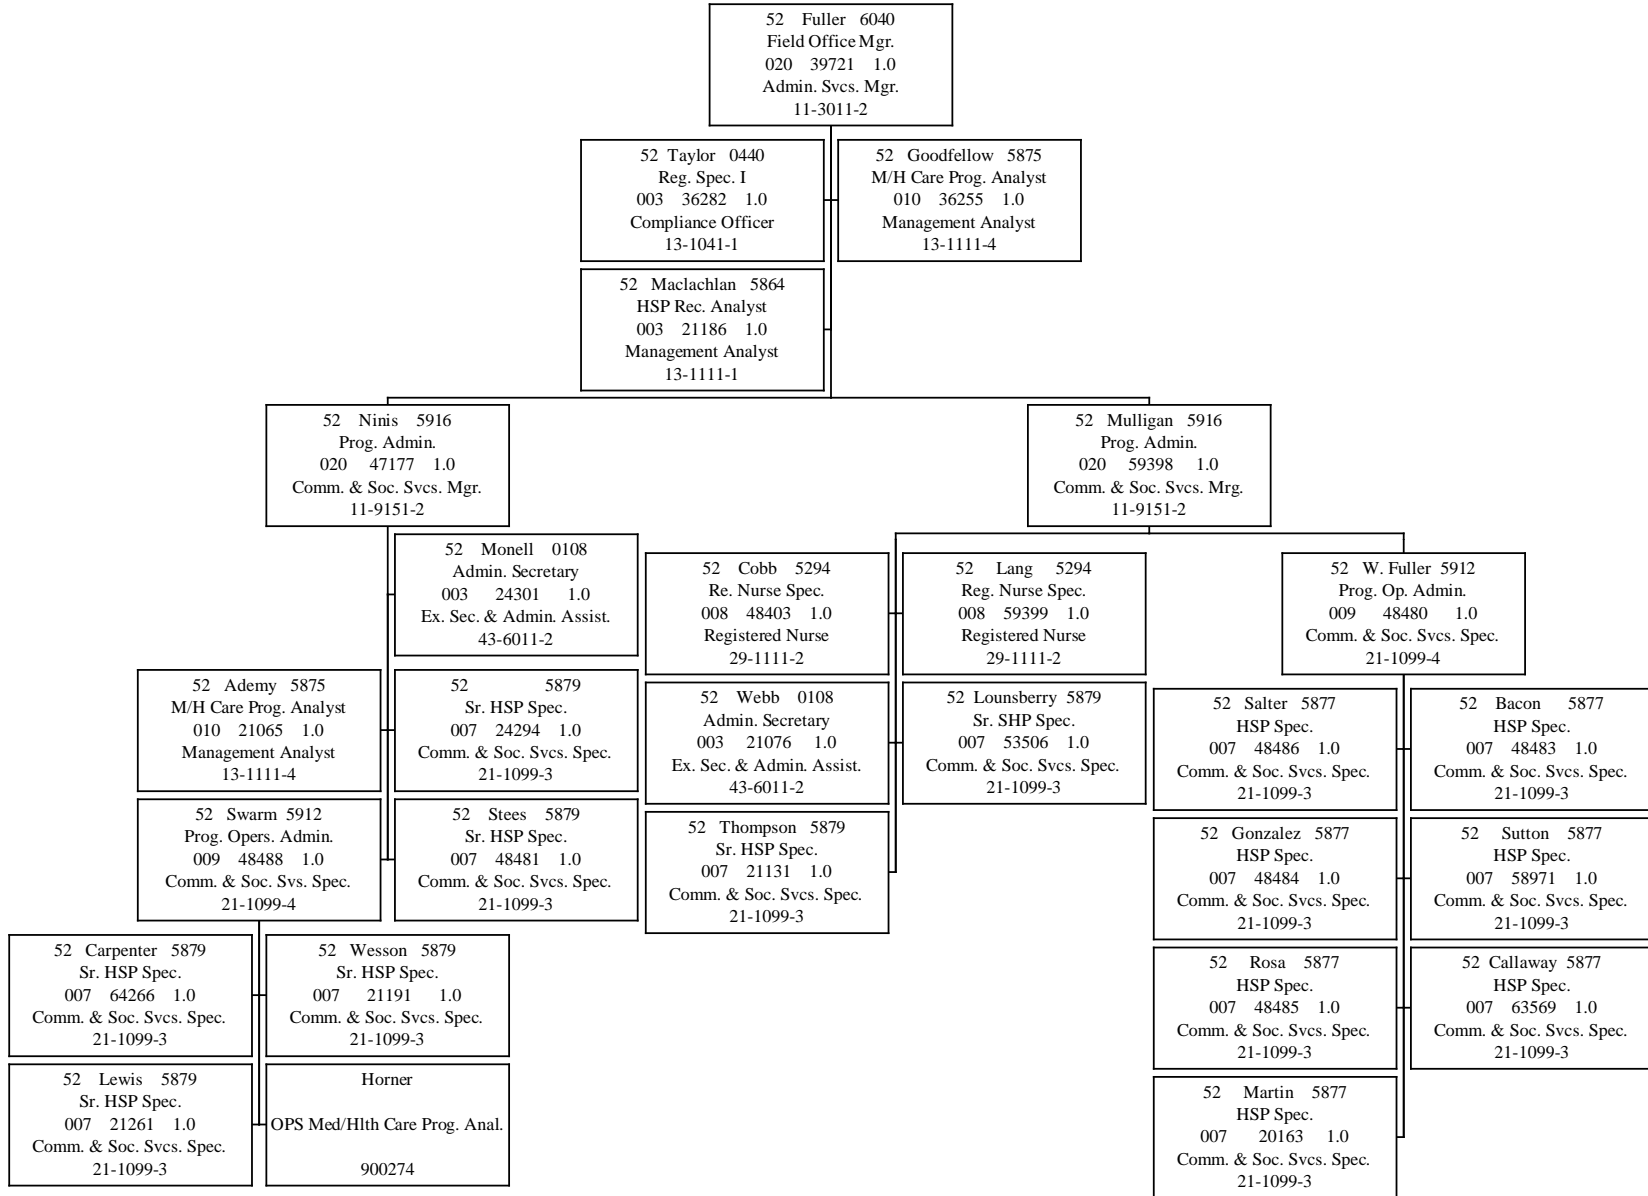 52 Fuller 6040
Field Office Mgr.
020 39721 1.0
Admin. Svcs. Mgr.
11-3011-2
52 Taylor 0440
Reg. Spec. I
003 36282 1.0
Compliance Officer
13-1041-1
52 Goodfellow 5875
M/H Care Prog. Analyst
010 36255 1.0
Management Analyst
13-1111-4
52 Maclachlan 5864
HSP Rec. Analyst
003 21186 1.0
Management Analyst
13-1111-1
52 Ninis 5916
Prog. Admin.
020 47177 1.0
Comm. & Soc. Svcs. Mgr.
11-9151-2
52 Mulligan 5916
Prog. Admin.
020 59398 1.0
Comm. & Soc. Svcs. Mrg.
11-9151-2
52 Monell 0108
Admin. Secretary
003 24301 1.0
Ex. Sec. & Admin. Assist.
43-6011-2
52 Ademy 5875
M/H Care Prog. Analyst
010 21065 1.0
Management Analyst
13-1111-4
52 5879
Sr. HSP Spec.
007 24294 1.0
Comm. & Soc. Svcs. Spec.
21-1099-3
52 Swarm 5912
Prog. Opers. Admin.
009 48488 1.0
Comm. & Soc. Svs. Spec.
21-1099-4
52 Stees 5879
Sr. HSP Spec.
007 48481 1.0
Comm. & Soc. Svcs. Spec.
21-1099-3
52 Carpenter 5879
Sr. HSP Spec.
007 64266 1.0
Comm. & Soc. Svcs. Spec.
21-1099-3
52 Wesson 5879
Sr. HSP Spec.
007 21191 1.0
Comm. & Soc. Svcs. Spec.
21-1099-3
52 Lewis 5879
Sr. HSP Spec.
007 21261 1.0
Comm. & Soc. Svcs. Spec.
21-1099-3
Horner
OPS Med/Hlth Care Prog. Anal.
900274
52 Cobb 5294
Re. Nurse Spec.
008 48403 1.0
Registered Nurse
29-1111-2
52 Lang 5294
Reg. Nurse Spec.
008 59399 1.0
Registered Nurse
29-1111-2
52 Webb 0108
Admin. Secretary
003 21076 1.0
Ex. Sec. & Admin. Assist.
43-6011-2
52 Lounsberry 5879
Sr. SHP Spec.
007 53506 1.0
Comm. & Soc. Svcs. Spec.
21-1099-3
52 Thompson 5879
Sr. HSP Spec.
007 21131 1.0
Comm. & Soc. Svcs. Spec.
21-1099-3
52 W. Fuller 5912
Prog. Op. Admin.
009 48480 1.0
Comm. & Soc. Svcs. Spec.
21-1099-4
52 Salter 5877
HSP Spec.
007 48486 1.0
Comm. & Soc. Svcs. Spec.
21-1099-3
52 Bacon 5877
HSP Spec.
007 48483 1.0
Comm. & Soc. Svcs. Spec.
21-1099-3
52 Gonzalez 5877
HSP Spec.
007 48484 1.0
Comm. & Soc. Svcs. Spec.
21-1099-3
52 Sutton 5877
HSP Spec.
007 58971 1.0
Comm. & Soc. Svcs. Spec.
21-1099-3
52 Rosa 5877
HSP Spec.
007 48485 1.0
Comm. & Soc. Svcs. Spec.
21-1099-3
52 Callaway 5877
HSP Spec.
007 63569 1.0
Comm. & Soc. Svcs. Spec.
21-1099-3
52 Martin 5877
HSP Spec.
007 20163 1.0
Comm. & Soc. Svcs. Spec.
21-1099-3